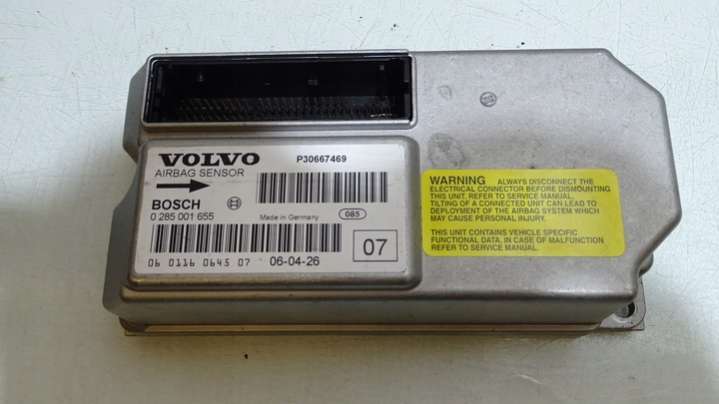 VOLVO P30667469
AIRBAG SENSOR
BOSCH
0 285 001 655 Made in Germany 085
07
06 0116 0645 07 06-04-26
WARNING ALWAYS DISCONNECT THE
ELECTRICAL CONNECTOR BEFORE DISMOUNTING
THIS UNIT. REFER TO SERVICE MANUAL.
TILTING OF A CONNECTED UNIT CAN LEAD TO
DEPLOYMENT OF THE AIRBAG SYSTEM WHICH
MAY CAUSE PERSONAL INJURY.
THIS UNIT CONTAINS VEHICLE SPECIFIC
FUNCTIONAL DATA. IN CASE OF MALFUNCTION
REFER TO SERVICE MANUAL.